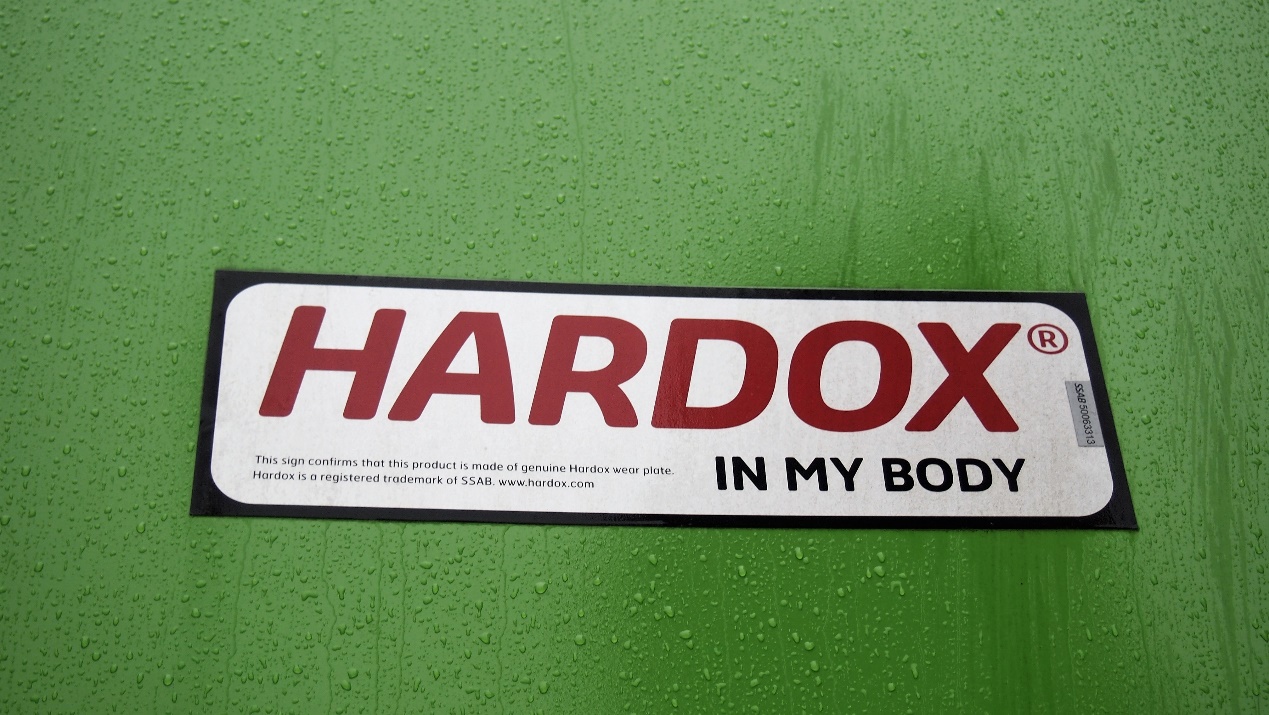 HARDOX®
IN MY BODY
This sign confirms that this product is made of genuine Hardox wear plate.
Hardox is a registered trademark of SSAB. www.hardox.com
SSAB 50063313